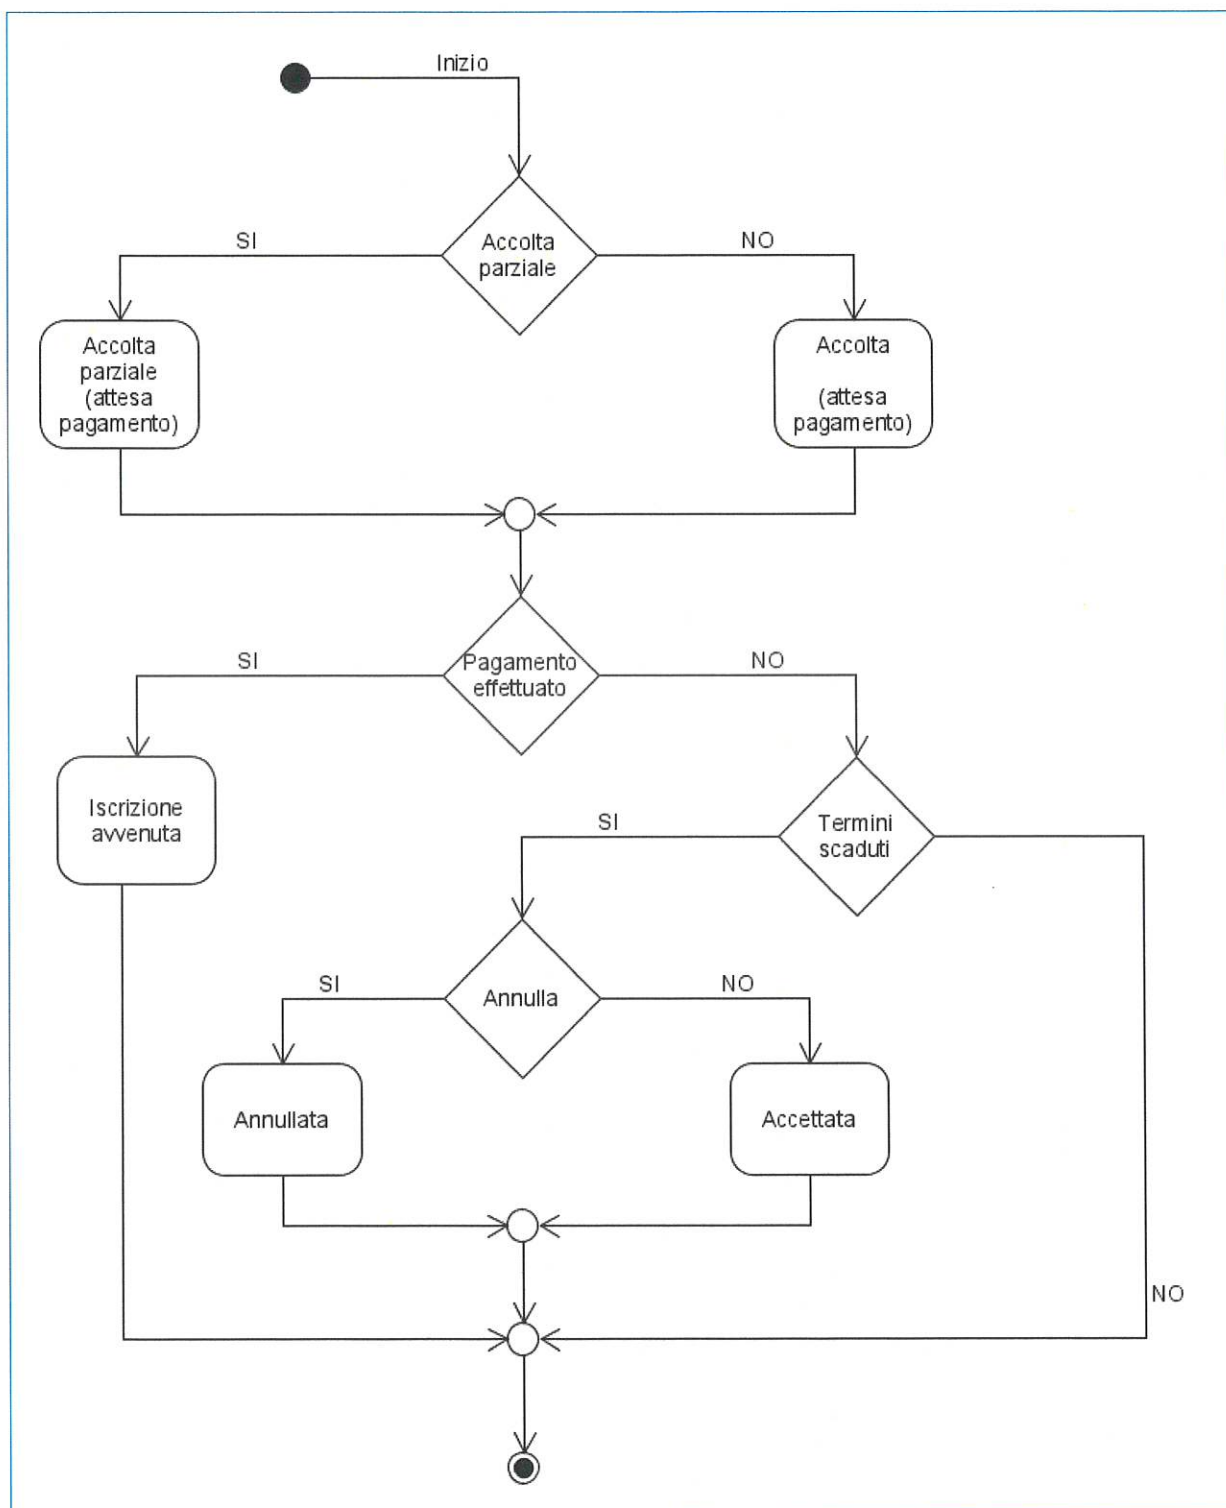 Inizio
SI
Accolta
parziale
NO
Accolta
parziale
(attesa
pagamento)
Accolta
(attesa
pagamento)
SI
Pagamento
effettuato
NO
Iscrizione
avvenuta
SI
Termini
scaduti
SI
Annulla
NO
Annullata
Accettata
NO